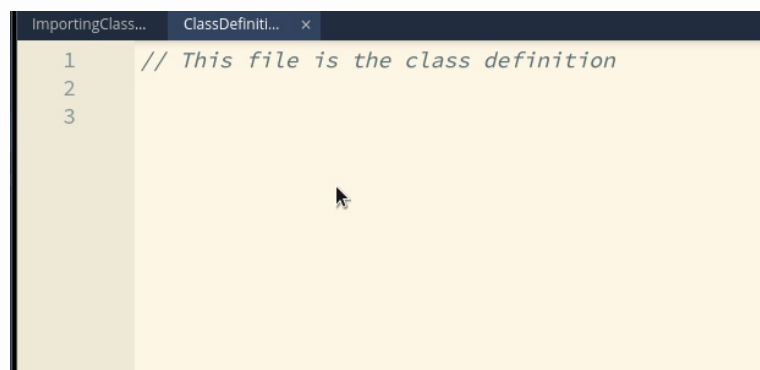 ImportingClass...
ClassDefiniti... ×
1 // This file is the class definition
2
3